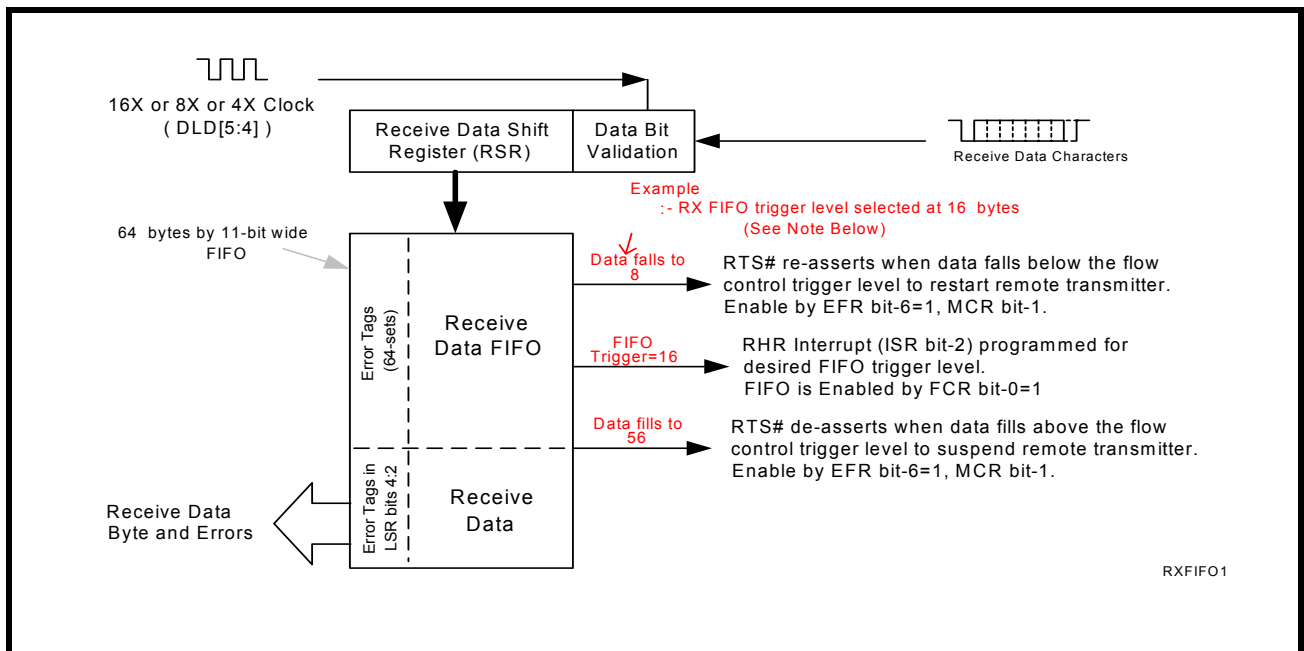 16X or 8X or 4X Clock
( DLD[5:4] )
Receive Data Shift
Register (RSR)
Data Bit
Validation
Receive Data Characters
Example
:- RX FIFO trigger level selected at 16 bytes
(See Note Below)
64 bytes by 11-bit wide
FIFO
Error Tags
(64-sets)
Receive
Data FIFO
Data falls to
8
RTS# re-asserts when data falls below the flow
control trigger level to restart remote transmitter.
Enable by EFR bit-6=1, MCR bit-1.
FIFO
Trigger=16
RHR Interrupt (ISR bit-2) programmed for
desired FIFO trigger level.
FIFO is Enabled by FCR bit-0=1
Data fills to
56
RTS# de-asserts when data fills above the flow
control trigger level to suspend remote transmitter.
Enable by EFR bit-6=1, MCR bit-1.
Error Tags in
LSR bits 4:2
Receive
Data
Receive Data
Byte and Errors
RXFIFO1